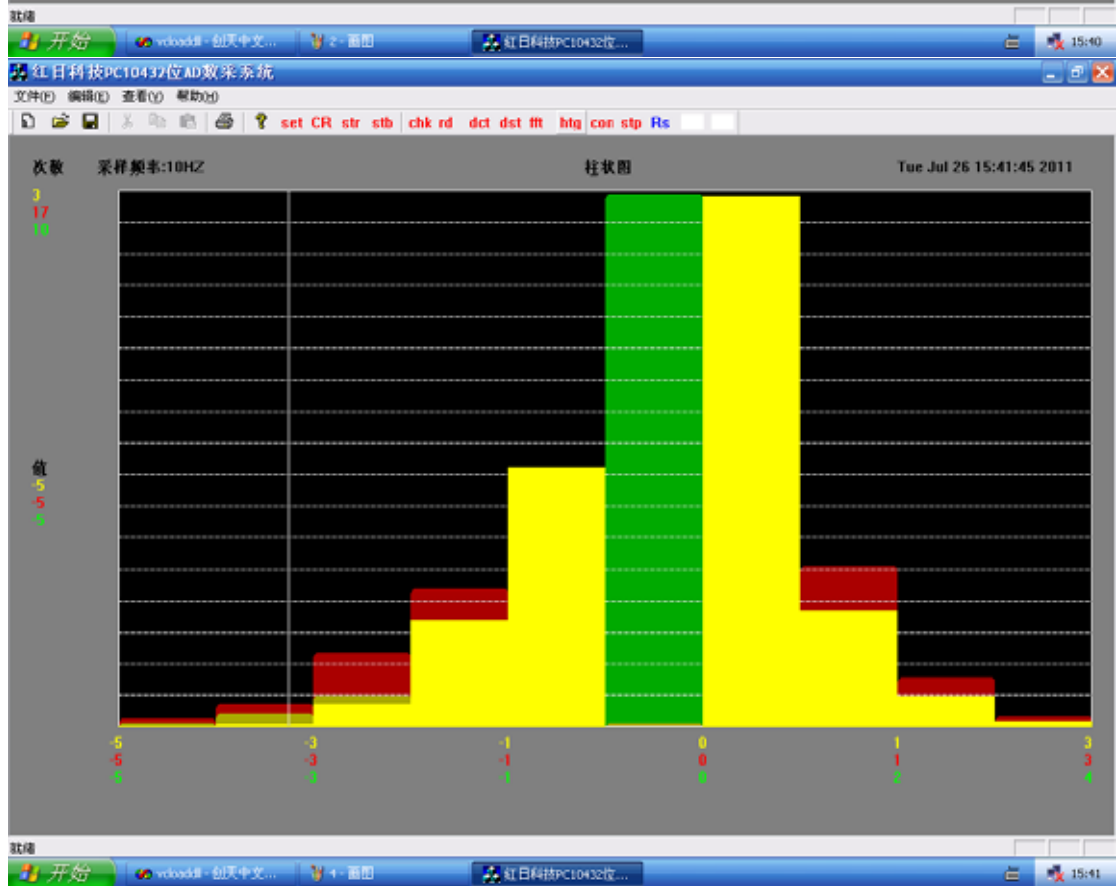 就绪
开始 vcloaddl - 创天中文... 2 - 画图 红日科技PC10432位... 15:40
红日科技PC10432位AD数采系统
文件(F) 编辑(E) 查看(V) 帮助(H)
set CR str stb chk rd dct dst fft htg con stp Rs
次数 采样频率:10HZ 柱状图 Tue Jul 26 15:41:45 2011
3
17
10
值
-5
-5
-5
-5 -3 -1 0 1 3
-5 -3 -1 0 1 3
-5 -3 -1 0 2 4
就绪
开始 vcloaddl - 创天中文... 4 - 画图 红日科技PC10432位... 15:41